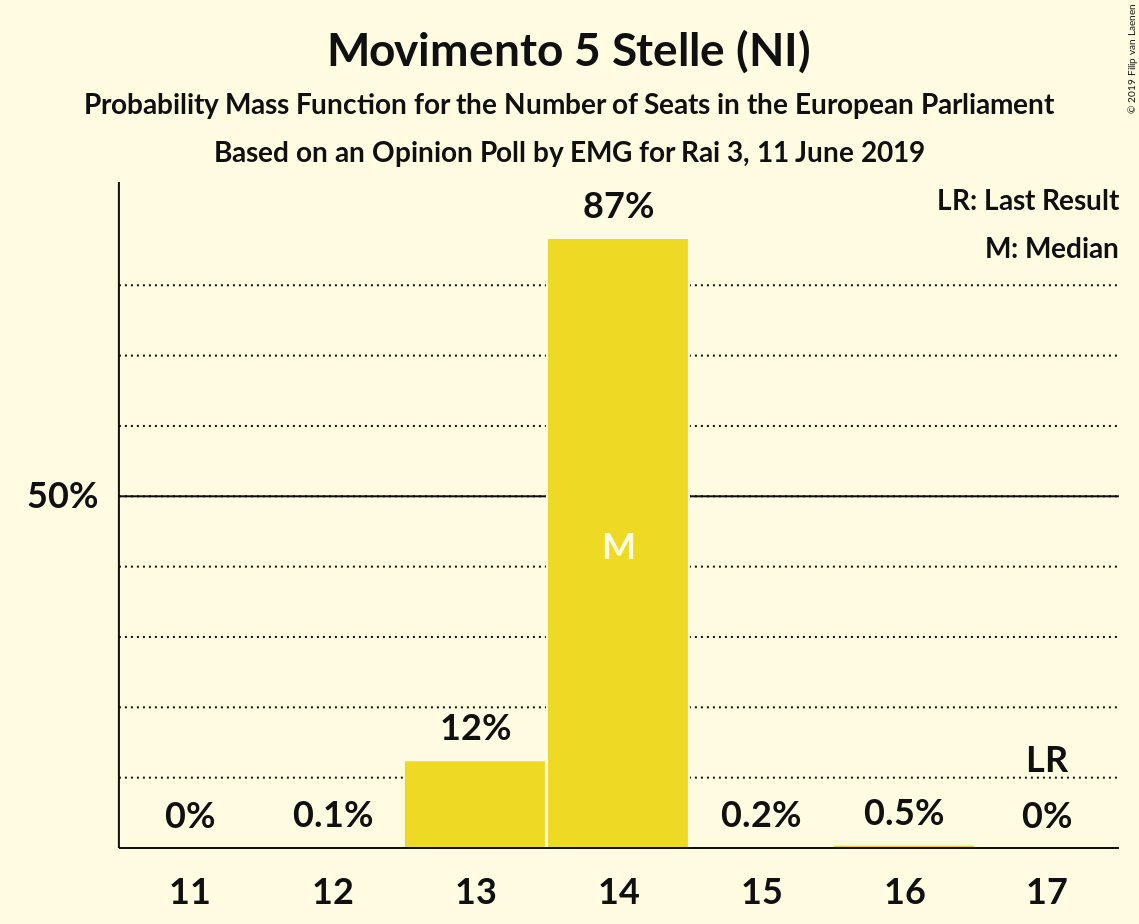 Movimento 5 Stelle (NI)
Probability Mass Function for the Number of Seats in the European Parliament
Based on an Opinion Poll by EMG for Rai 3, 11 June 2019
© 2019 Filip van Laenen
LR: Last Result
M: Median
87%
50%
M
12%
LR
0%
0.1%
0.2%
0.5%
0%
11
12
13
14
15
16
17